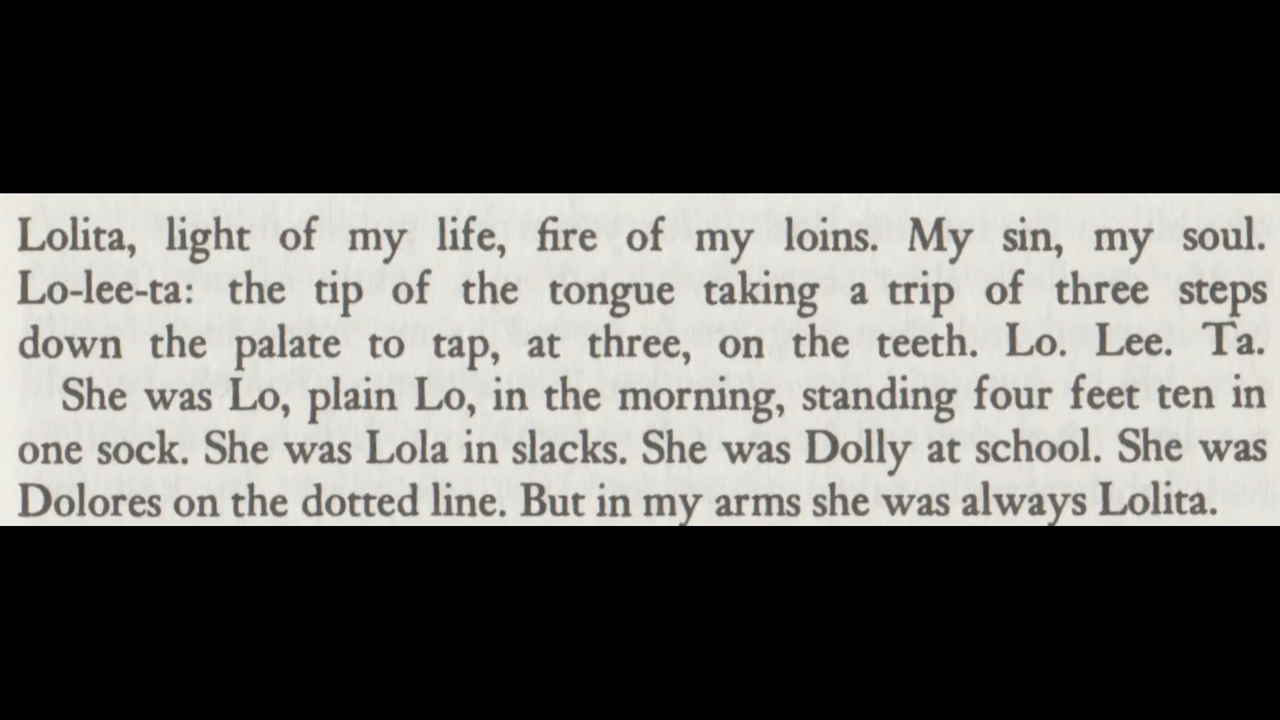 Lolita, light of my life, fire of my loins. My sin, my soul.
Lo-lee-ta: the tip of the tongue taking a trip of three steps
down the palate to tap, at three, on the teeth. Lo. Lee. Ta.
She was Lo, plain Lo, in the morning, standing four feet ten in
one sock. She was Lola in slacks. She was Dolly at school. She was
Dolores on the dotted line. But in my arms she was always Lolita.